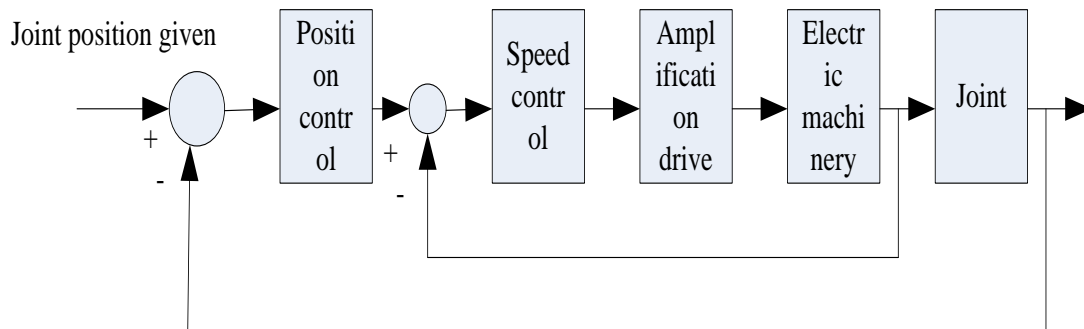 Joint position given
+
-
Positi
on
contr
ol
+
-
Speed
contr
ol
Ampl
ificati
on
drive
Electr
ic
machi
nery
Joint